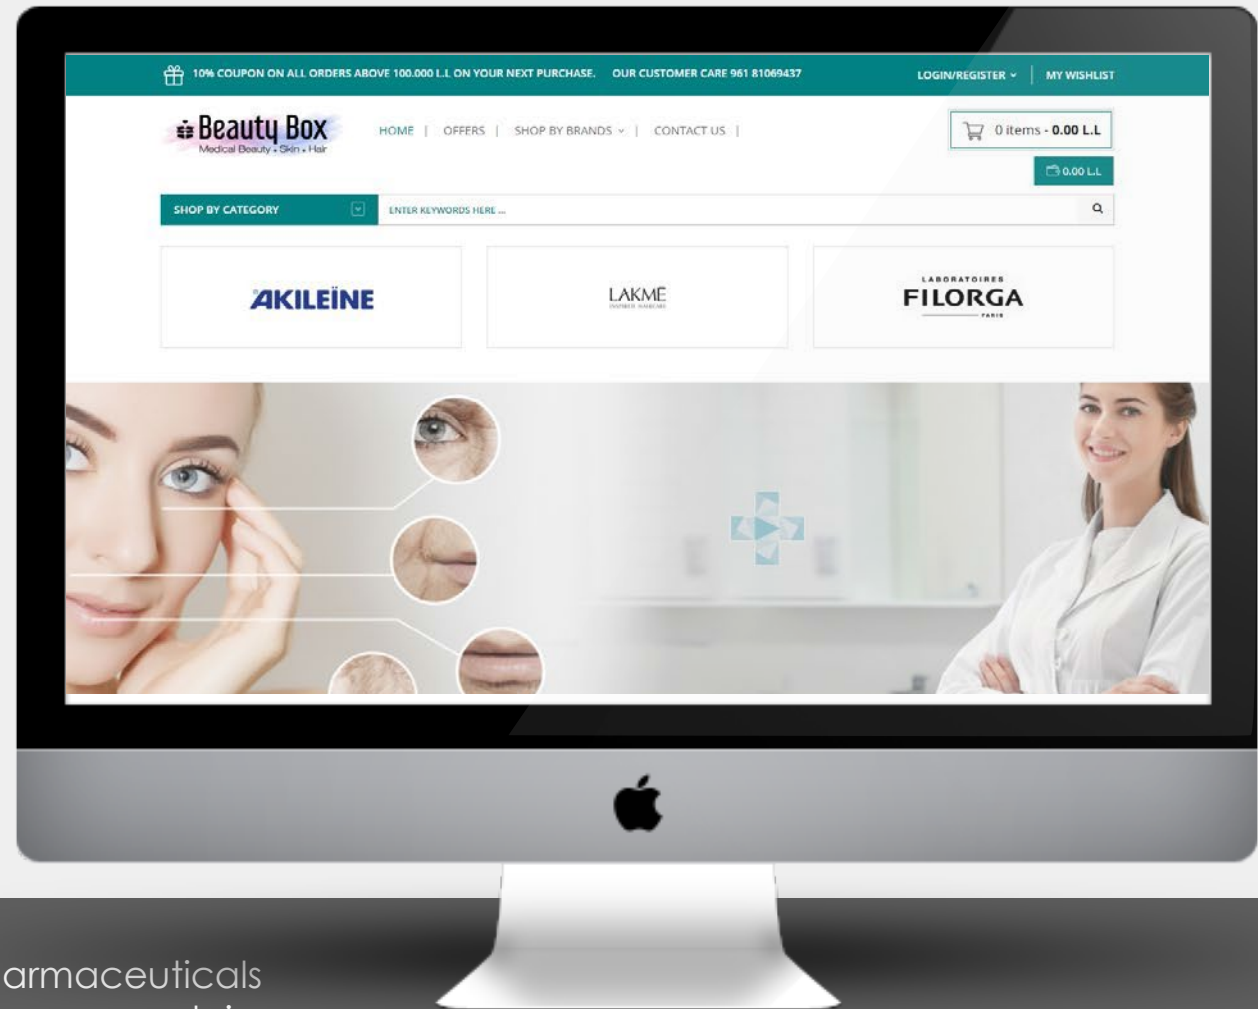 10% COUPON ON ALL ORDERS ABOVE 100.000 L.L ON YOUR NEXT PURCHASE. OUR CUSTOMER CARE 961 81069437 LOGIN/REGISTER MY WISHLIST
Beauty Box
Medical Beauty • Skin • Hair
HOME | OFFERS | SHOP BY BRANDS | CONTACT US |
0 items - 0.00 L.L
0.00 L.L
SHOP BY CATEGORY ENTER KEYWORDS HERE ...
AKILEÏNE
LAKMĒ
LABORATOIRES
FILORGA
PARIS
armaceuticals